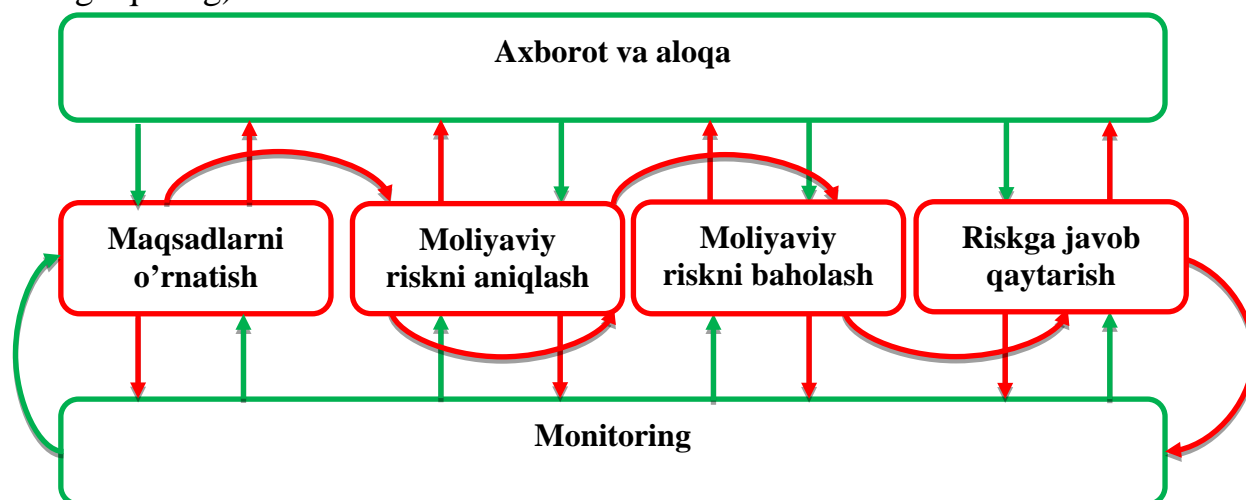 Axborot va aloqa
Maqsadlarni
o’rnatish
Moliyaviy
riskni aniqlash
Moliyaviy
riskni baholash
Riskga javob
qaytarish
Monitoring